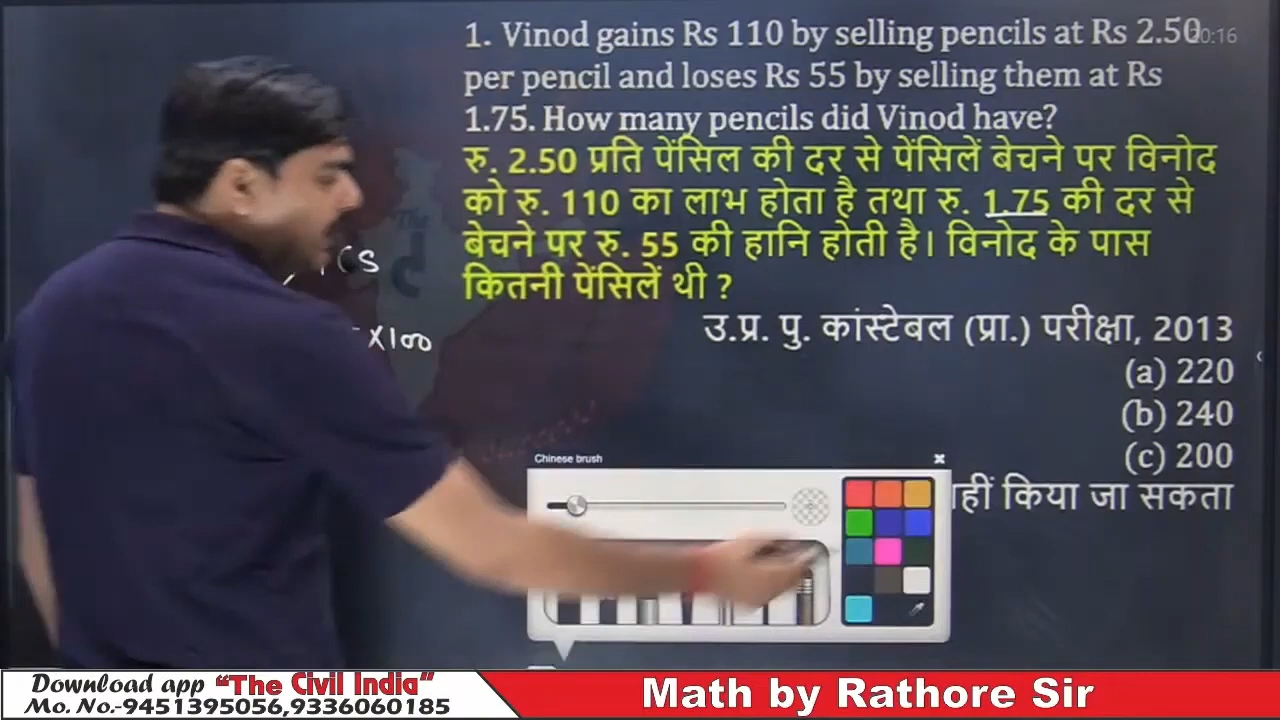 1. Vinod gains Rs 110 by selling pencils at Rs 2.50
per pencil and loses Rs 55 by selling them at Rs
1.75. How many pencils did Vinod have?
रु. 2.50 प्रति पेंसिल की दर से पेंसिलें बेचने पर विनोद
को रु. 110 का लाभ होता है तथा रु. 1.75 की दर से
बेचने पर रु. 55 की हानि होती है। विनोद के पास
कितनी पेंसिलें थी ?
उ.प्र. पु. कांस्टेबल (प्रा.) परीक्षा, 2013
(a) 220
(b) 240
(c) 200
किया जा सकता
×100
Chinese brush
Download app "The Civil India"
Mo. No.-9451395056,9336060185
Math by Rathore Sir